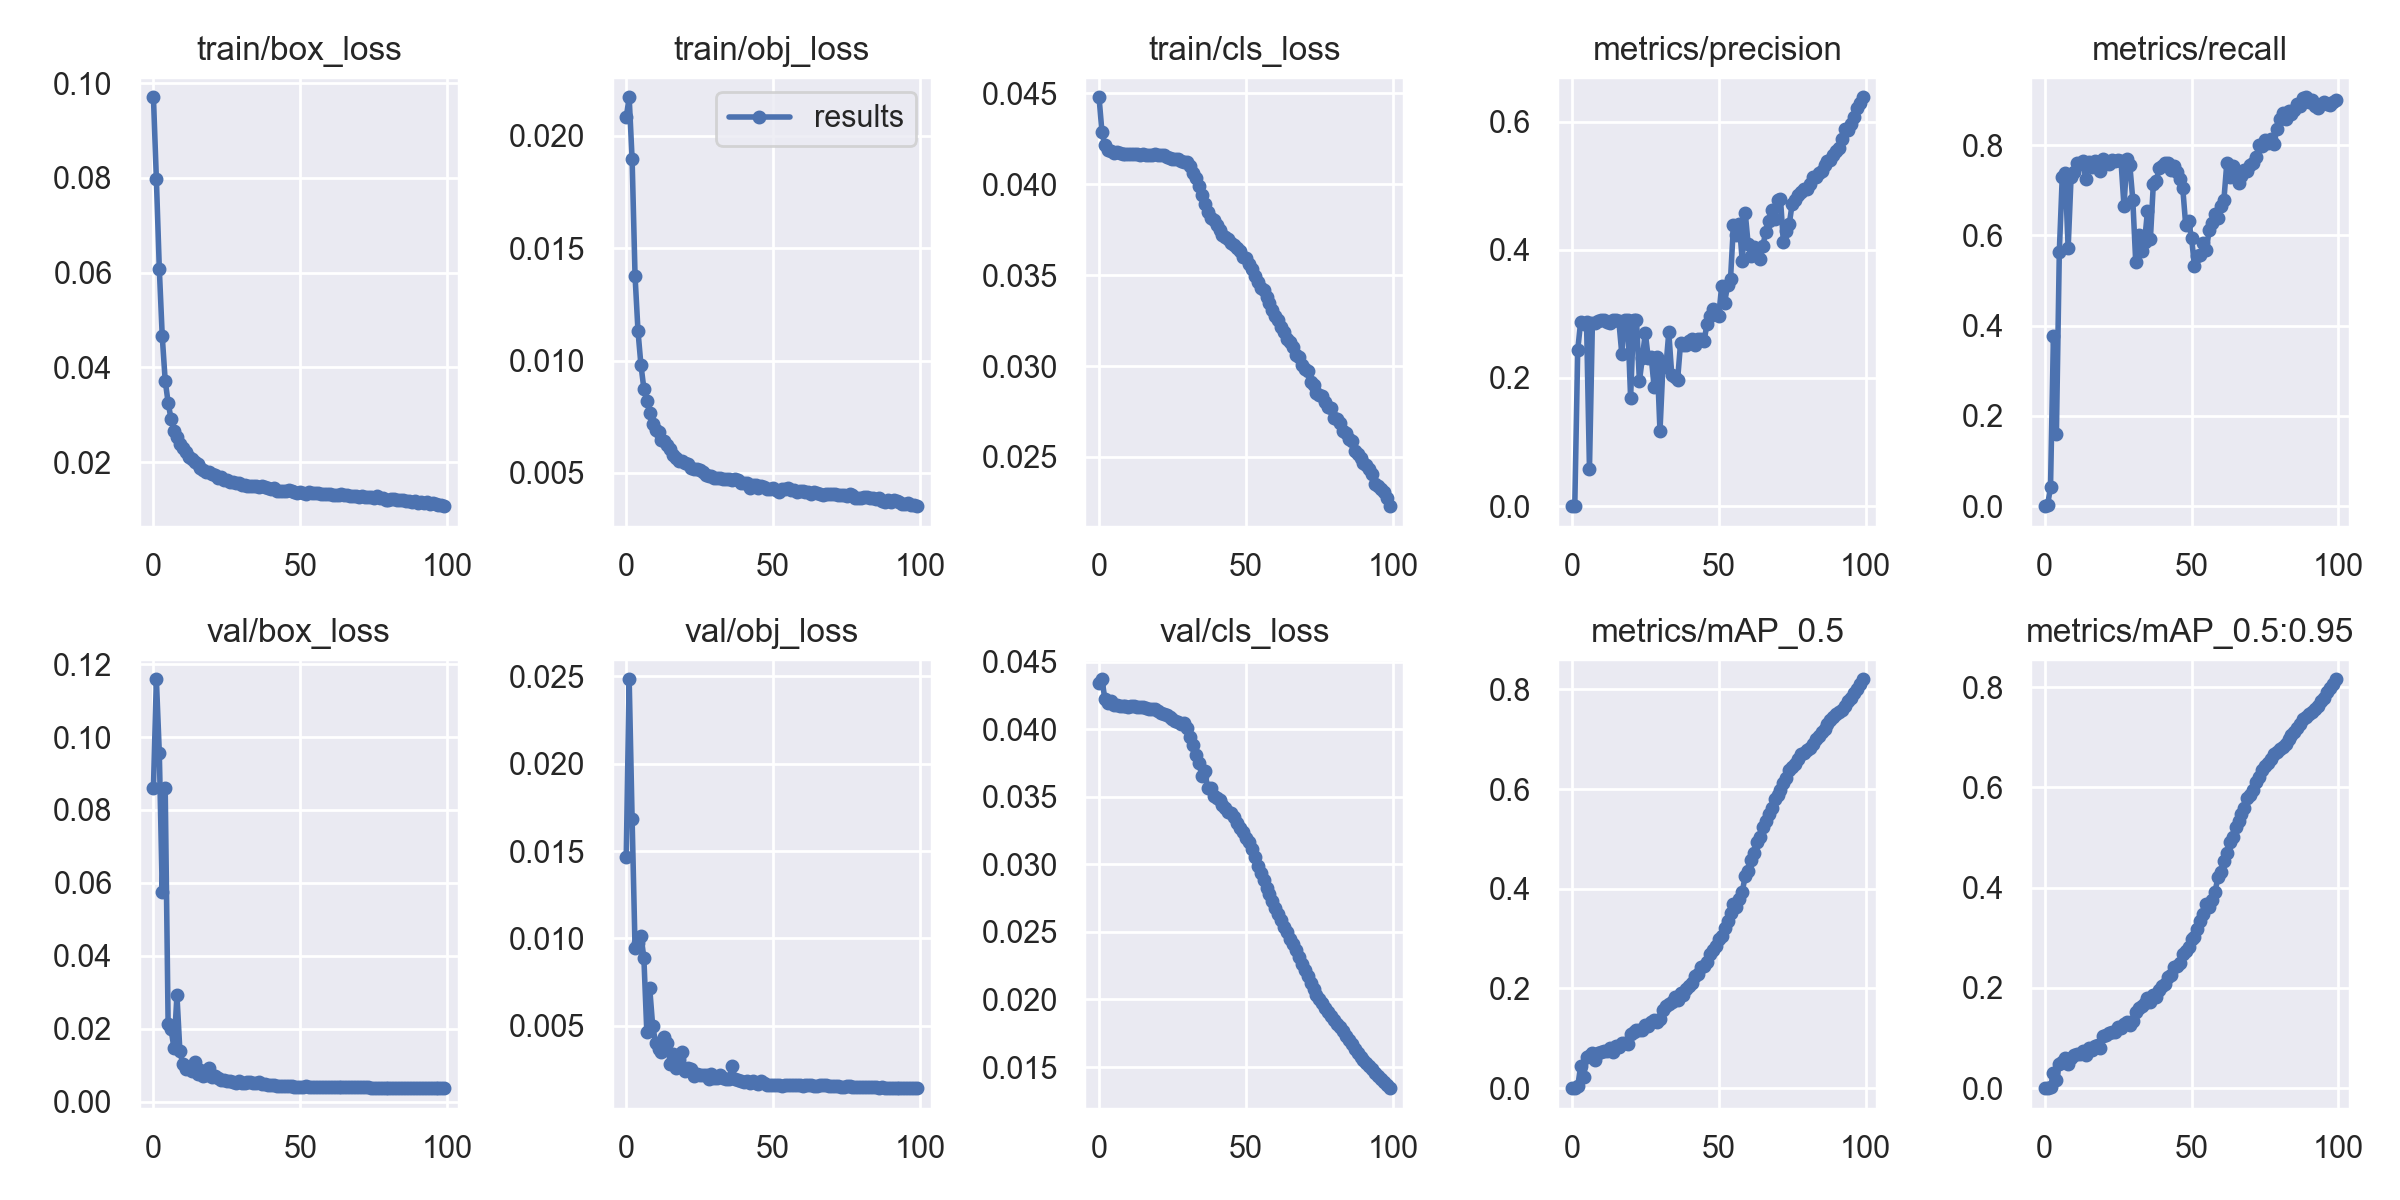 train/box_loss
0.10
0.08
0.06
0.04
0.02
0 50 100
train/obj_loss
results
0.020
0.015
0.010
0.005
0 50 100
train/cls_loss
0.045
0.040
0.035
0.030
0.025
0 50 100
metrics/precision
0.6
0.4
0.2
0.0
0 50 100
metrics/recall
0.8
0.6
0.4
0.2
0.0
0 50 100
val/box_loss
0.12
0.10
0.08
0.06
0.04
0.02
0.00
0 50 100
val/obj_loss
0.025
0.020
0.015
0.010
0.005
0 50 100
val/cls_loss
0.045
0.040
0.035
0.030
0.025
0.020
0.015
0 50 100
metrics/mAP_0.5
0.8
0.6
0.4
0.2
0.0
0 50 100
metrics/mAP_0.5:0.95
0.8
0.6
0.4
0.2
0.0
0 50 100